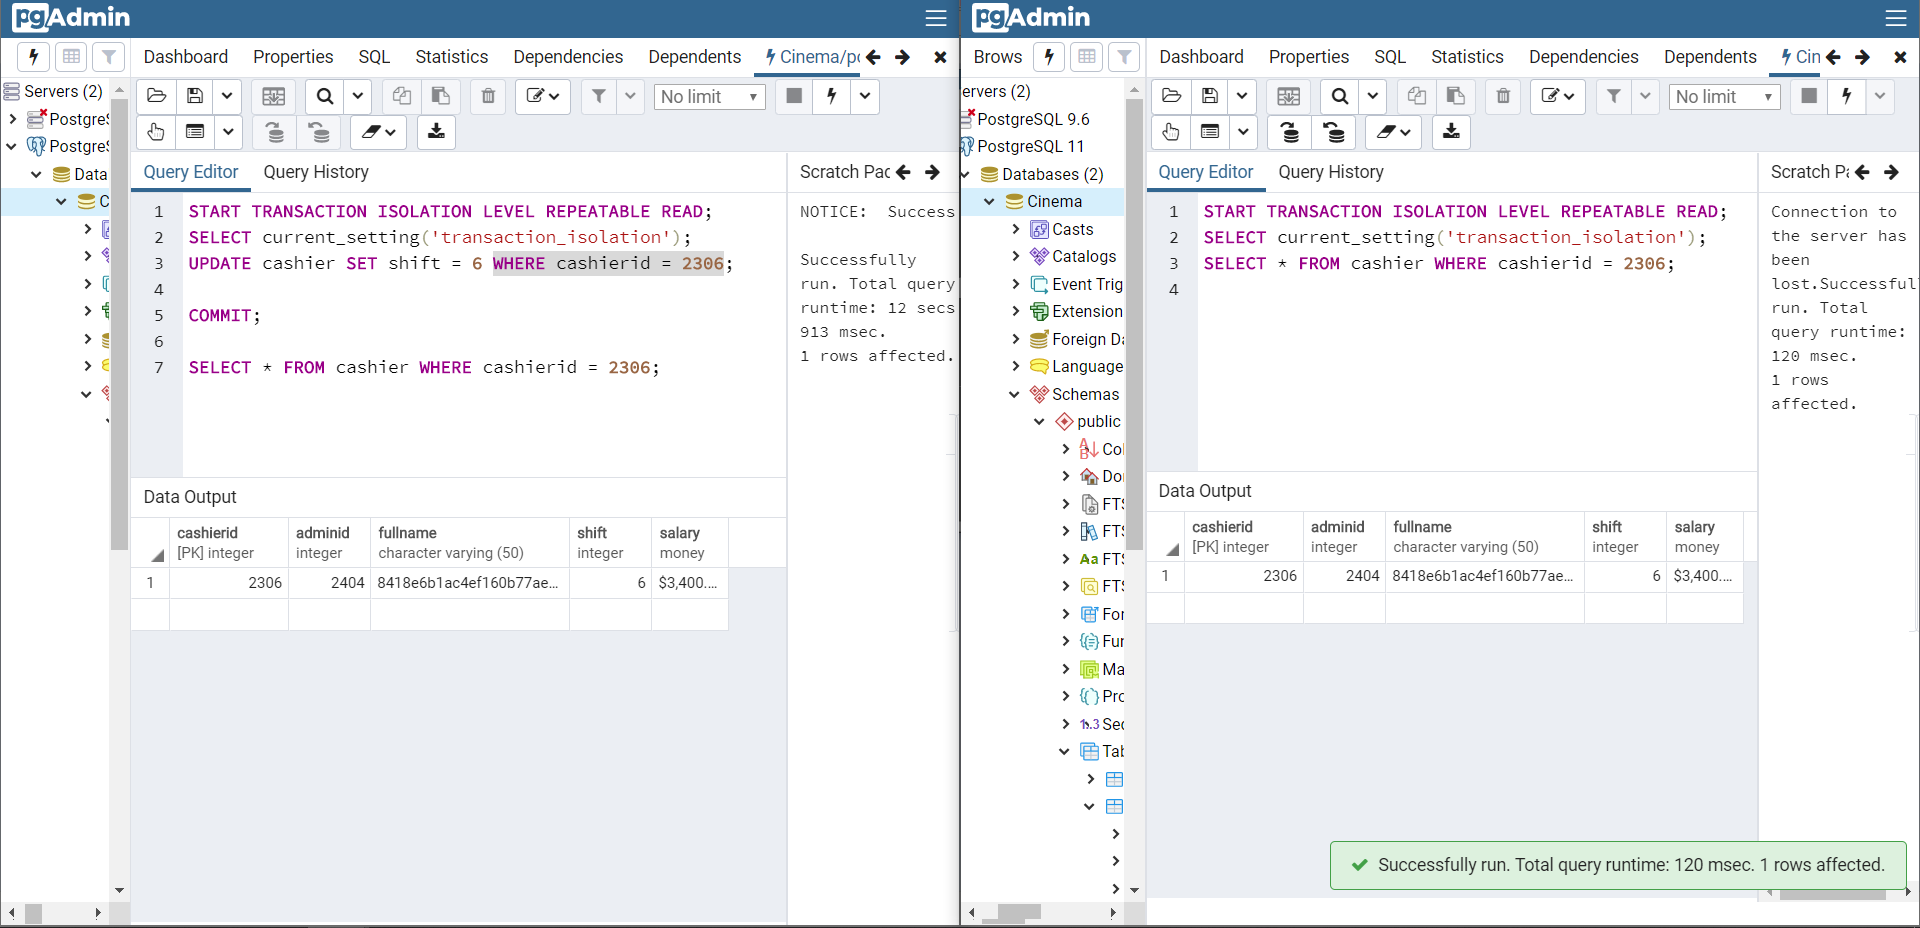 pgAdmin
Dashboard Properties SQL Statistics Dependencies Dependents Cinema/po
Servers (2)
PostgreS
PostgreS
Data
C
No limit
Query Editor Query History
Scratch Pad
1 START TRANSACTION ISOLATION LEVEL REPEATABLE READ;
2 SELECT current_setting('transaction_isolation');
3 UPDATE cashier SET shift = 6 WHERE cashierid = 2306;
4
5 COMMIT;
6
7 SELECT * FROM cashier WHERE cashierid = 2306;
NOTICE: Success
Successfully
run. Total query
runtime: 12 secs
913 msec.
1 rows affected.
Data Output
cashierid adminid fullname shift salary
[PK] integer integer character varying (50) integer money
1 2306 2404 8418e6b1ac4ef160b77ae... 6 $3,400....
pgAdmin
Brows Dashboard Properties SQL Statistics Dependencies Dependents Cin
ervers (2)
PostgreSQL 9.6
PostgreSQL 11
Databases (2)
Cinema
Casts
Catalogs
Event Trig
Extension
Foreign Da
Language
Schemas
public
Col
Do
FTS
FTS
FTS
FTS
For
Fun
Ma
Pro
1..3 Sec
Tab
No limit
Query Editor Query History
Scratch Pa
1 START TRANSACTION ISOLATION LEVEL REPEATABLE READ;
2 SELECT current_setting('transaction_isolation');
3 SELECT * FROM cashier WHERE cashierid = 2306;
4
Connection to
the server has
been
lost.Successful
run. Total
query runtime:
120 msec.
1 rows
affected.
Data Output
cashierid adminid fullname shift salary
[PK] integer integer character varying (50) integer money
1 2306 2404 8418e6b1ac4ef160b77ae... 6 $3,400....
Successfully run. Total query runtime: 120 msec. 1 rows affected.